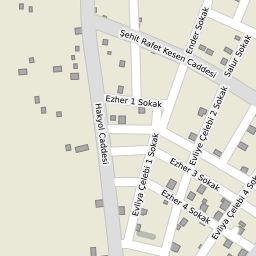 Ender Sokak
Şehit Rafet Kesen Caddesi
Salur Sokak
Ezher 1 Sokak
Hakyol Caddesi
Evliye Çelebi 2 Sokak
Evliya Çelebi 1 Sokak
Ezher 3 Sokak
Ezher 4 Sokak
Evliya Çelebi 4 Sokak